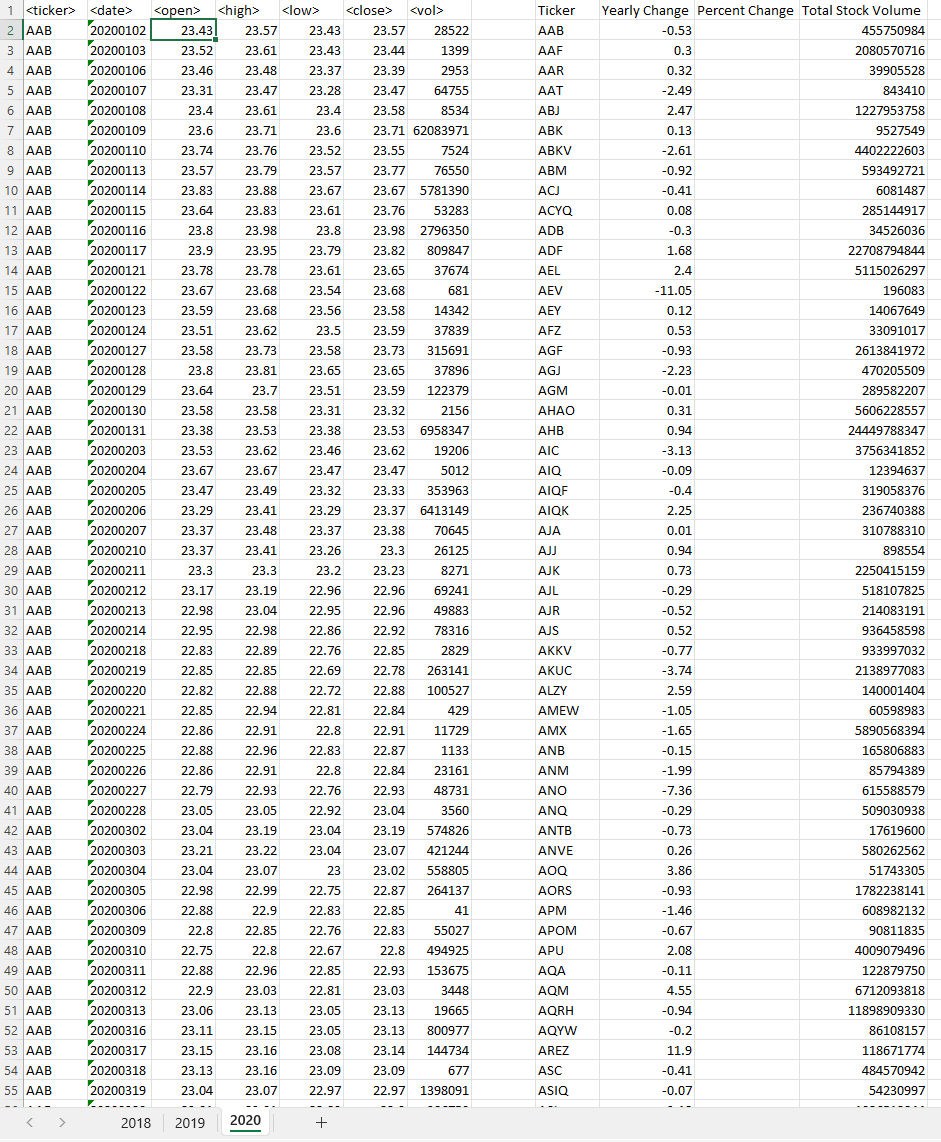 1 <ticker> <date> <open> <high> <low> <close> <vol> Ticker Yearly Change Percent Change Total Stock Volume
2 AAB 20200102 23.43 23.57 23.43 23.57 28522 AAB -0.53 455750984
3 AAB 20200103 23.52 23.61 23.43 23.44 1399 AAF 0.3 2080570716
4 AAB 20200106 23.46 23.48 23.37 23.39 2953 AAR 0.32 39905528
5 AAB 20200107 23.31 23.47 23.28 23.47 64755 AAT -2.49 843410
6 AAB 20200108 23.4 23.61 23.4 23.58 8534 ABJ 2.47 1227953758
7 AAB 20200109 23.6 23.71 23.6 23.71 62083971 ABK 0.13 9527549
8 AAB 20200110 23.74 23.76 23.52 23.55 7524 ABKV -2.61 4402222603
9 AAB 20200113 23.57 23.79 23.57 23.77 76550 ABM -0.92 593492721
10 AAB 20200114 23.83 23.88 23.67 23.67 5781390 ACJ -0.41 6081487
11 AAB 20200115 23.64 23.83 23.61 23.76 53283 ACYQ 0.08 285144917
12 AAB 20200116 23.8 23.98 23.8 23.98 2796350 ADB -0.3 34526036
13 AAB 20200117 23.9 23.95 23.79 23.82 809847 ADF 1.68 22708794844
14 AAB 20200121 23.78 23.78 23.61 23.65 37674 AEL 2.4 5115026297
15 AAB 20200122 23.67 23.68 23.54 23.68 681 AEV -11.05 196083
16 AAB 20200123 23.59 23.68 23.56 23.58 14342 AEY 0.12 14067649
17 AAB 20200124 23.51 23.62 23.5 23.59 37839 AFZ 0.53 33091017
18 AAB 20200127 23.58 23.73 23.58 23.73 315691 AGF -0.93 2613841972
19 AAB 20200128 23.8 23.81 23.65 23.65 37896 AGJ -2.23 470205509
20 AAB 20200129 23.64 23.7 23.51 23.59 122379 AGM -0.01 289582207
21 AAB 20200130 23.58 23.58 23.31 23.32 2156 AHAO 0.31 5606228557
22 AAB 20200131 23.38 23.53 23.38 23.53 6958347 AHB 0.94 24449788347
23 AAB 20200203 23.53 23.62 23.46 23.62 19206 AIC -3.13 3756341852
24 AAB 20200204 23.67 23.67 23.47 23.47 5012 AIQ -0.09 12394637
25 AAB 20200205 23.47 23.49 23.32 23.33 353963 AIQF -0.4 319058376
26 AAB 20200206 23.29 23.41 23.29 23.37 6413149 AIQK 2.25 236740388
27 AAB 20200207 23.37 23.48 23.37 23.38 70645 AJA 0.01 310788310
28 AAB 20200210 23.37 23.41 23.26 23.3 26125 AJJ 0.94 898554
29 AAB 20200211 23.3 23.3 23.2 23.23 8271 AJK 0.73 2250415159
30 AAB 20200212 23.17 23.19 22.96 22.96 69241 AJL -0.29 518107825
31 AAB 20200213 22.98 23.04 22.95 22.96 49883 AJR -0.52 214083191
32 AAB 20200214 22.95 22.98 22.86 22.92 78316 AJS 0.52 936458598
33 AAB 20200218 22.83 22.89 22.76 22.85 2829 AKKV -0.77 933997032
34 AAB 20200219 22.85 22.85 22.69 22.78 263141 AKUC -3.74 2138977083
35 AAB 20200220 22.82 22.88 22.72 22.88 100527 ALZY 2.59 140001404
36 AAB 20200221 22.85 22.94 22.81 22.84 429 AMEW -1.05 60598983
37 AAB 20200224 22.86 22.91 22.8 22.91 11729 AMX -1.65 5890568394
38 AAB 20200225 22.88 22.96 22.83 22.87 1133 ANB -0.15 165806883
39 AAB 20200226 22.86 22.91 22.8 22.84 23161 ANM -1.99 85794389
40 AAB 20200227 22.79 22.93 22.76 22.93 48731 ANO -7.36 615588579
41 AAB 20200228 23.05 23.05 22.92 23.04 3560 ANQ -0.29 509030938
42 AAB 20200302 23.04 23.19 23.04 23.19 574826 ANTB -0.73 17619600
43 AAB 20200303 23.21 23.22 23.04 23.07 421244 ANVE 0.26 580262562
44 AAB 20200304 23.04 23.07 23 23.02 558805 AOQ 3.86 51743305
45 AAB 20200305 22.98 22.99 22.75 22.87 264137 AORS -0.93 1782238141
46 AAB 20200306 22.88 22.9 22.83 22.85 41 APM -1.46 608982132
47 AAB 20200309 22.8 22.85 22.76 22.83 55027 APOM -0.67 90811835
48 AAB 20200310 22.75 22.8 22.67 22.8 494925 APU 2.08 4009079496
49 AAB 20200311 22.88 22.96 22.85 22.93 153675 AQA -0.11 122879750
50 AAB 20200312 22.9 23.03 22.81 23.03 3448 AQM 4.55 6712093818
51 AAB 20200313 23.06 23.13 23.05 23.13 19665 AQRH -0.94 11898909330
52 AAB 20200316 23.11 23.15 23.05 23.13 800977 AQYW -0.2 86108157
53 AAB 20200317 23.15 23.16 23.08 23.14 144734 AREZ 11.9 118671774
54 AAB 20200318 23.13 23.16 23.09 23.09 677 ASC -0.41 484570942
55 AAB 20200319 23.04 23.07 22.97 22.97 1398091 ASIQ -0.07 54230997
2018 2019 2020 +